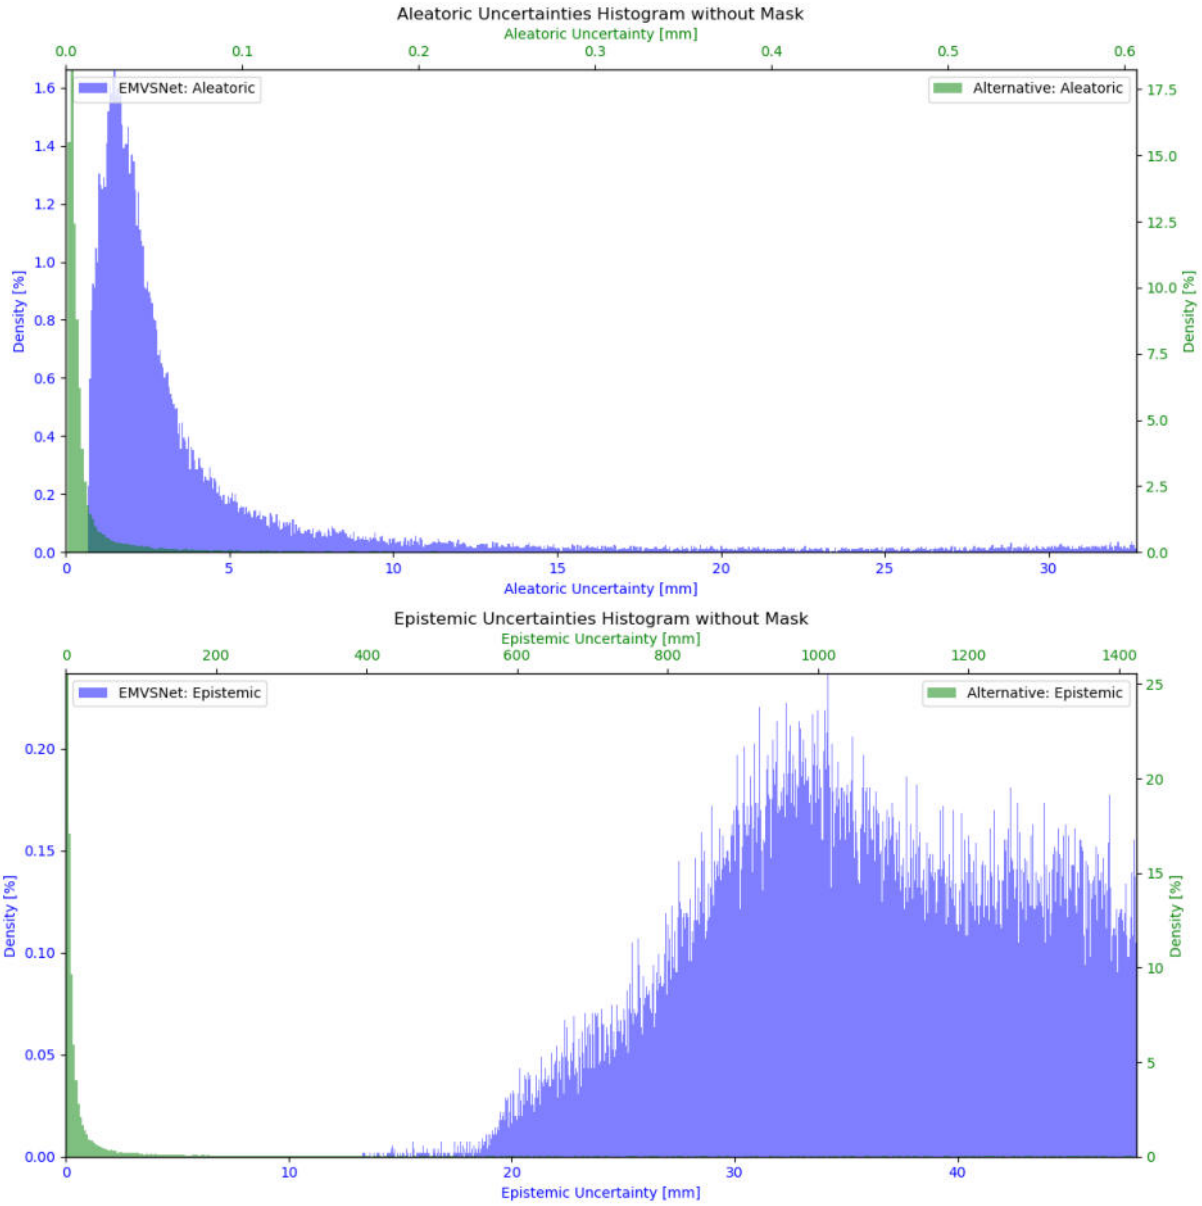 Aleatoric Uncertainties Histogram without Mask
Aleatoric Uncertainty [mm]
0.0 0.1 0.2 0.3 0.4 0.5 0.6
EMVSNet: Aleatoric
Alternative: Aleatoric
1.6
1.4
1.2
1.0
0.8
0.6
0.4
0.2
0.0
Density [%]
17.5
15.0
12.5
10.0
7.5
5.0
2.5
0.0
Density [%]
0 5 10 15 20 25 30
Aleatoric Uncertainty [mm]
Epistemic Uncertainties Histogram without Mask
Epistemic Uncertainty [mm]
0 200 400 600 800 1000 1200 1400
EMVSNet: Epistemic
Alternative: Epistemic
0.20
0.15
0.10
0.05
0.00
Density [%]
25
20
15
10
5
0
Density [%]
0 10 20 30 40
Epistemic Uncertainty [mm]